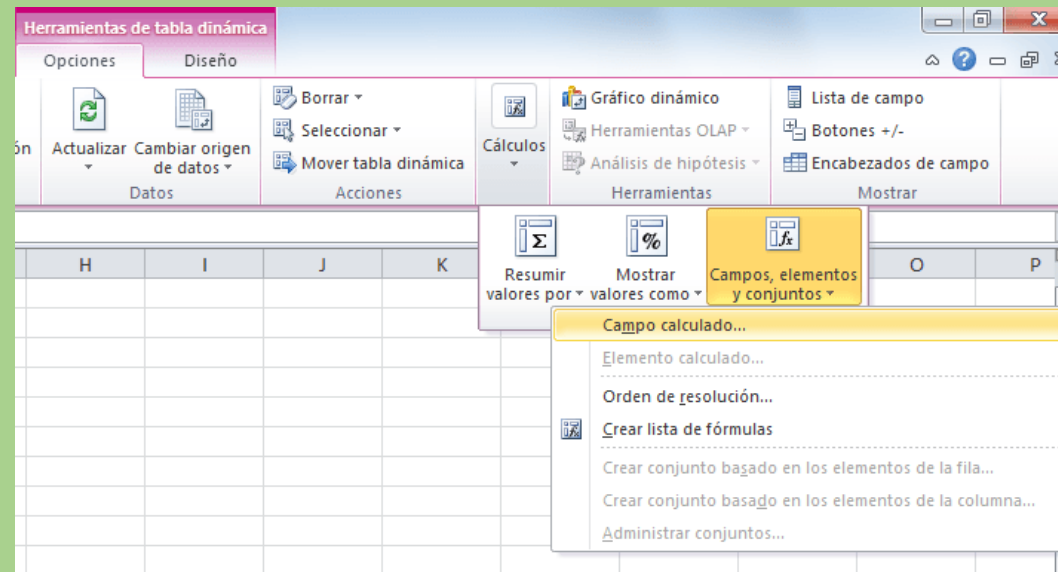 Herramientas de tabla dinámica
Opciones Diseño
ón
Actualizar
Cambiar origen
de datos
Datos
Borrar
Seleccionar
Mover tabla dinámica
Acciones
Cálculos
Gráfico dinámico
Herramientas OLAP
Análisis de hipótesis
Herramientas
Lista de campo
Botones +/-
Encabezados de campo
Mostrar
Resumir
valores por
Mostrar
valores como
Campos, elementos
y conjuntos
H I J K O P
Campo calculado...
Elemento calculado...
Orden de resolución...
Crear lista de fórmulas
Crear conjunto basado en los elementos de la fila...
Crear conjunto basado en los elementos de la columna...
Administrar conjuntos...